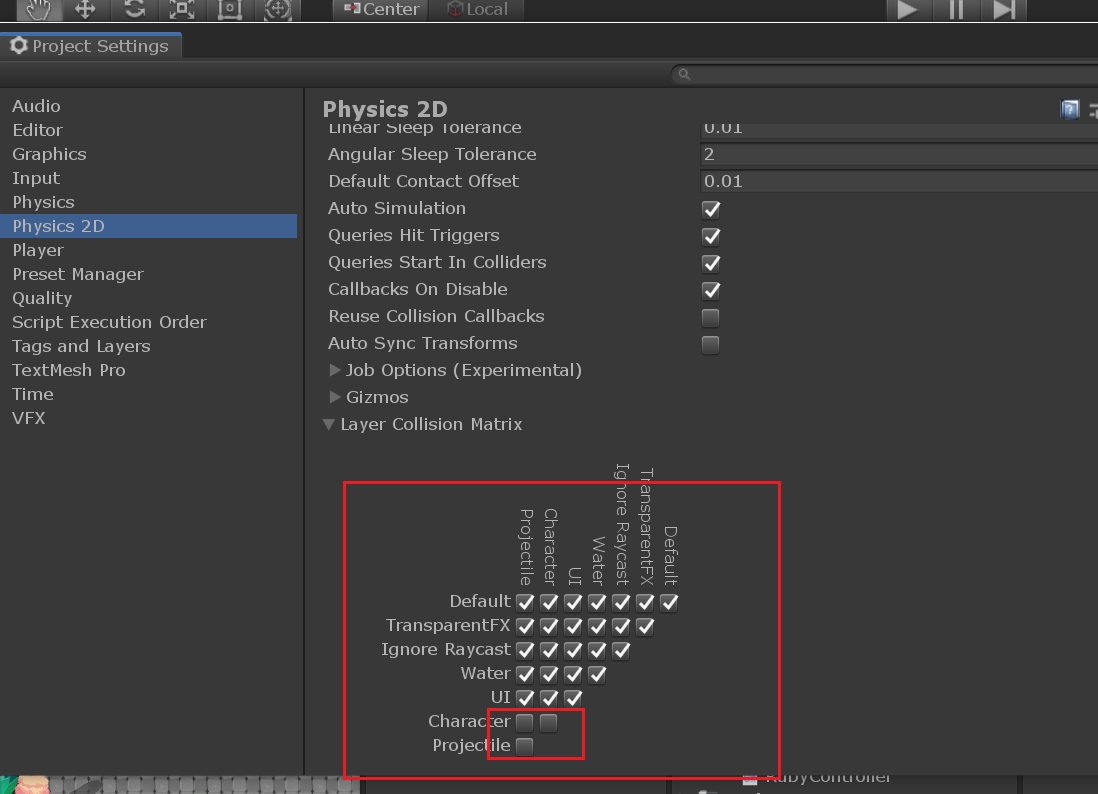 Center Local
Project Settings
Audio
Editor
Graphics
Input
Physics
Physics 2D
Player
Preset Manager
Quality
Script Execution Order
Tags and Layers
TextMesh Pro
Time
VFX
Physics 2D
Linear Sleep Tolerance 0.01
Angular Sleep Tolerance 2
Default Contact Offset 0.01
Auto Simulation
Queries Hit Triggers
Queries Start In Colliders
Callbacks On Disable
Reuse Collision Callbacks
Auto Sync Transforms
Job Options (Experimental)
Gizmos
Layer Collision Matrix
Projectile
Character
UI
Water
Ignore Raycast
TransparentFX
Default
Default
TransparentFX
Ignore Raycast
Water
UI
Character
Projectile
RubyController